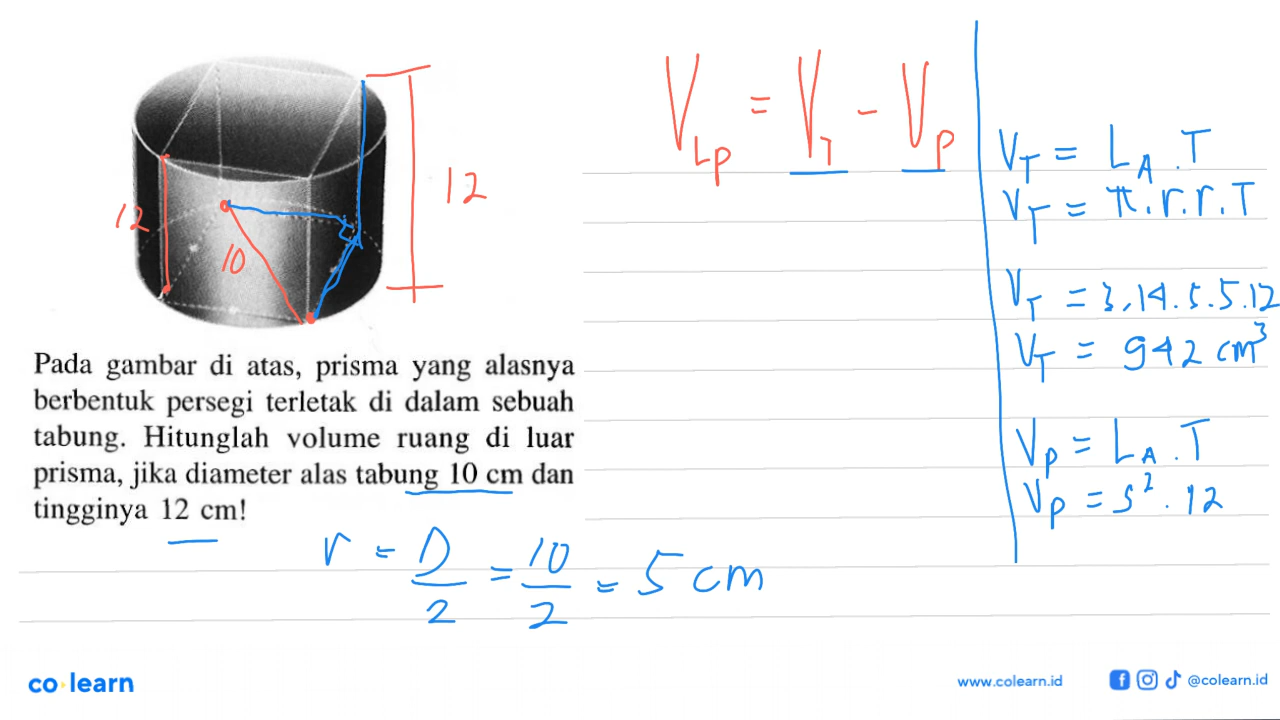 12
12
10
Pada gambar di atas, prisma yang alasnya
berbentuk persegi terletak di dalam sebuah
tabung. Hitunglah volume ruang di luar
prisma, jika diameter alas tabung 10 cm dan
tingginya 12 cm!
r = D/2 = 10/2 = 5 cm
V_Lp = V_T - V_p
V_T = L_A . T
V_T = π . r . r . T
V_T = 3,14 . 5 . 5 . 12
V_T = 942 cm³
V_p = L_A . T
V_p = s² . 12
co learn
www.colearn.id
@colearn.id